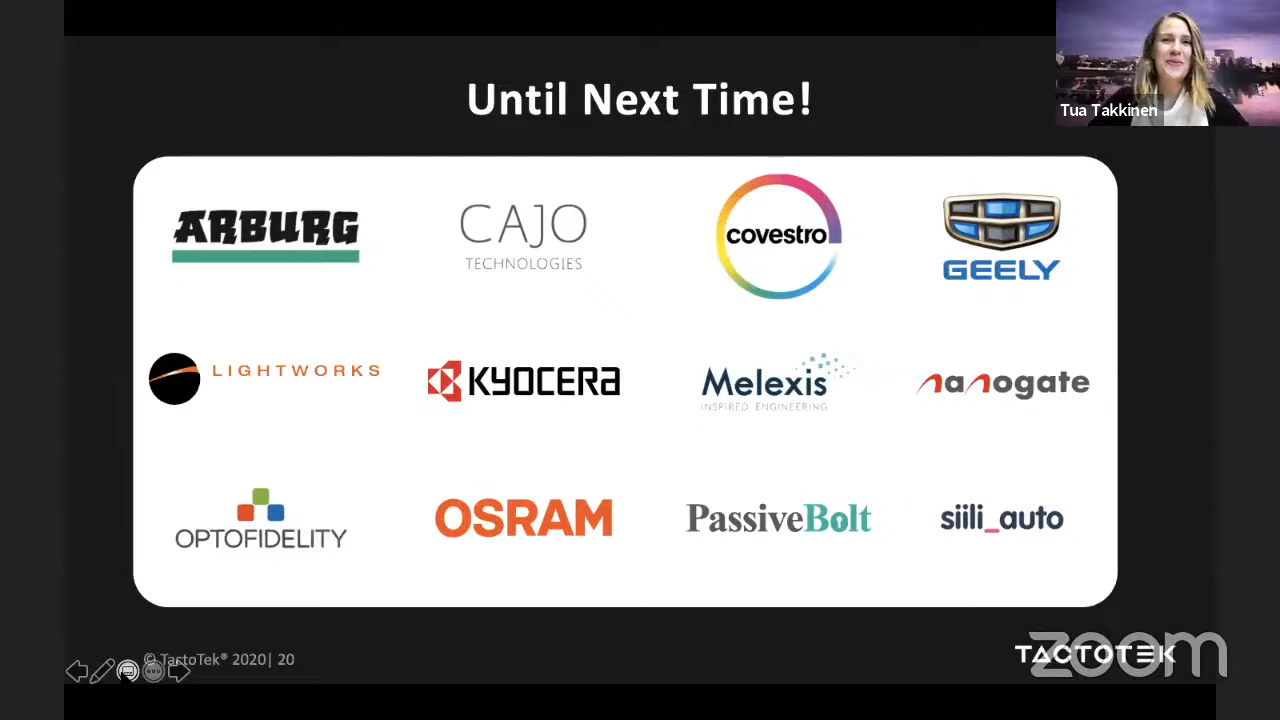 Until Next Time!
Tua Takkinen
ARBURG
CAJO
TECHNOLOGIES
covestro
GEELY
LIGHTWORKS
KYOCERA
Melexis
INSPIRED ENGINEERING
nanogate
OPTOFIDELITY
OSRAM
PassiveBolt
siili_auto
© TactoTek® 2020| 20
TACTOTEK
zoom